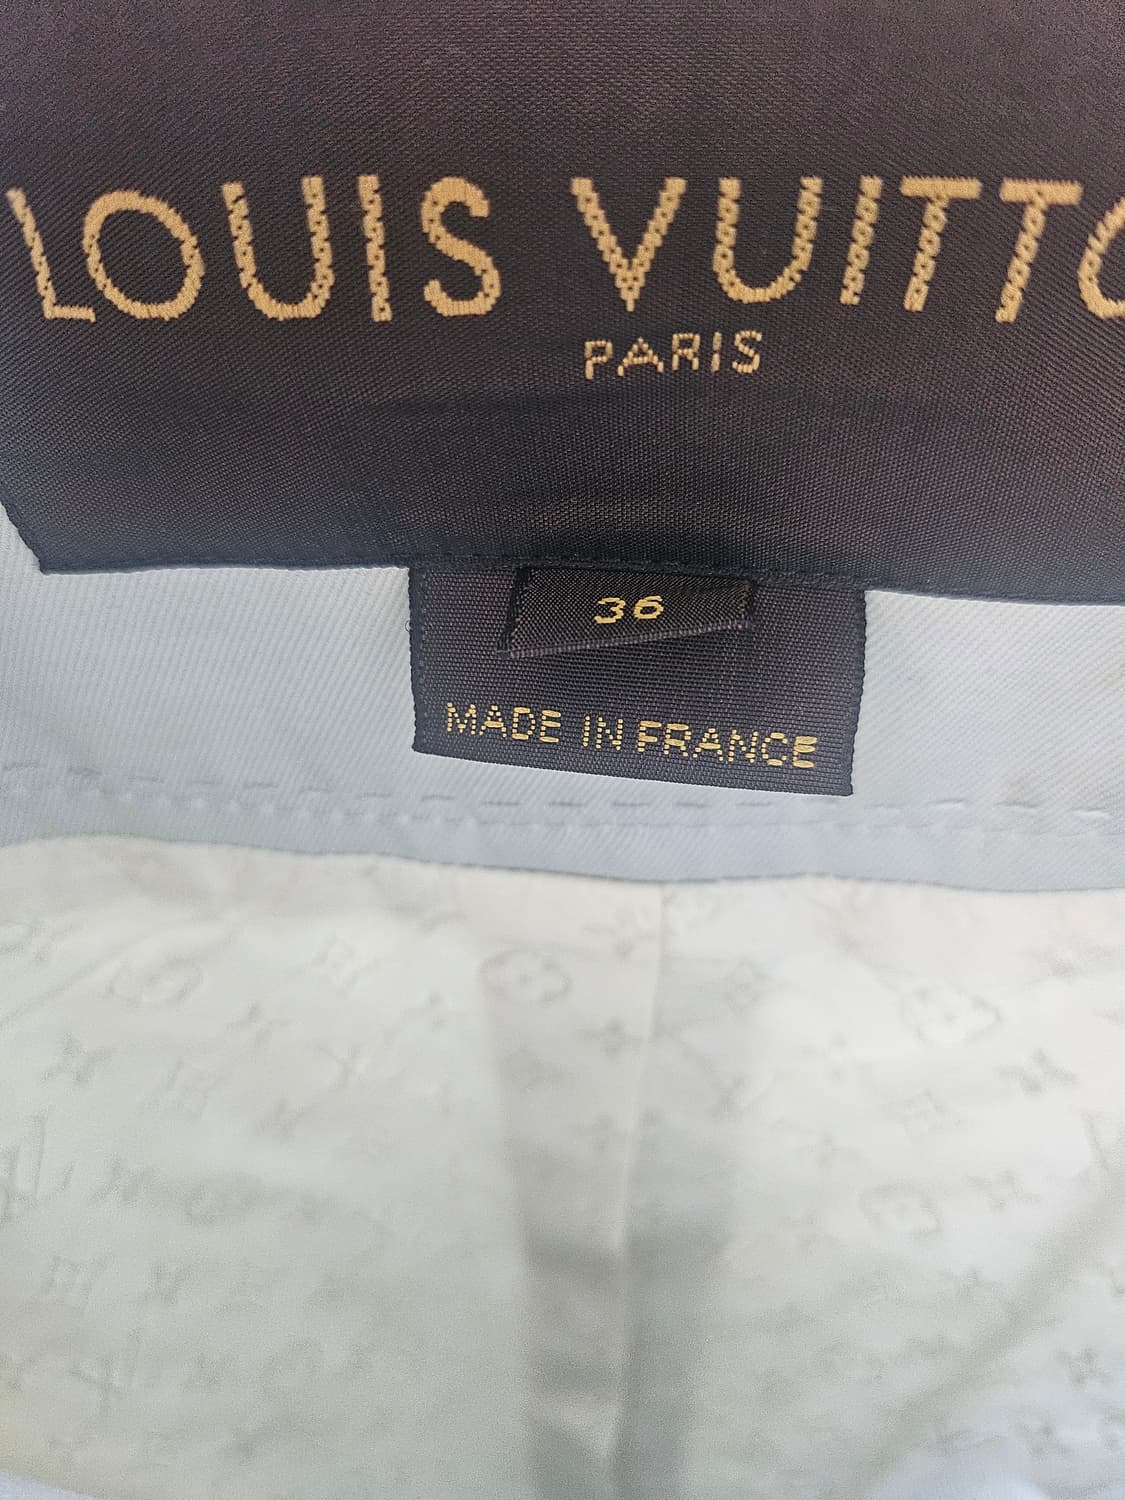 LOUIS VUITTO
PARIS
36
MADE IN FRANCE